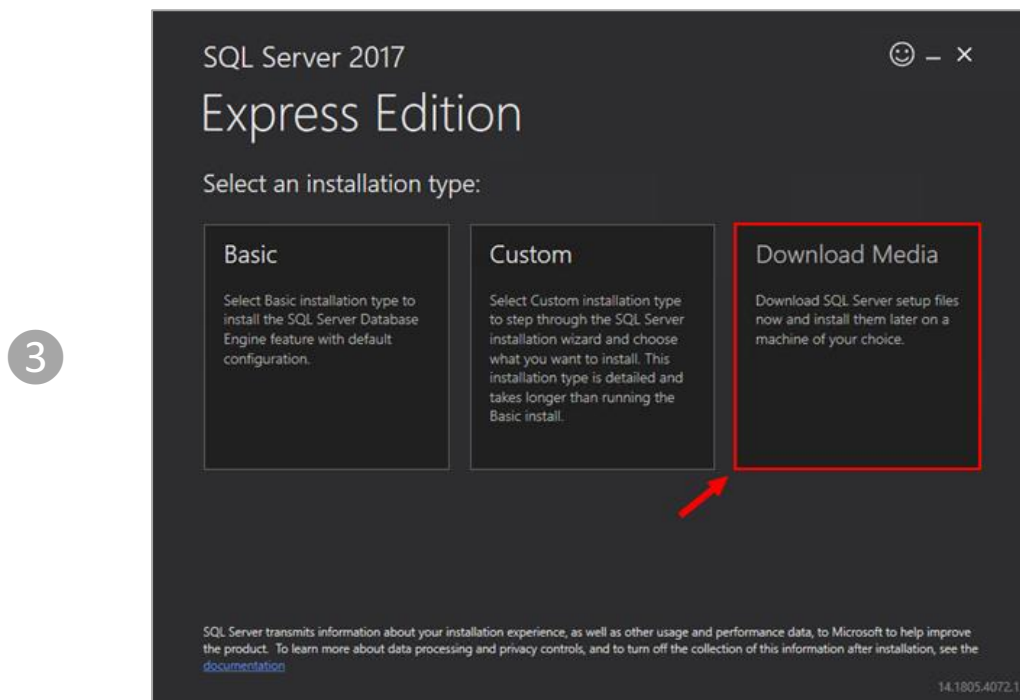 SQL Server 2017
Express Edition
Select an installation type:
Basic
Select Basic installation type to
install the SQL Server Database
Engine feature with default
configuration.
Custom
Select Custom installation type
to step through the SQL Server
installation wizard and choose
what you want to install. This
installation type is detailed and
takes longer than running the
Basic install.
Download Media
Download SQL Server setup files
now and install them later on a
machine of your choice.
3
SQL Server transmits information about your installation experience, as well as other usage and performance data, to Microsoft to help improve
the product. To learn more about data processing and privacy controls, and to turn off the collection of this information after installation, see the
documentation
14.1805.4072.1